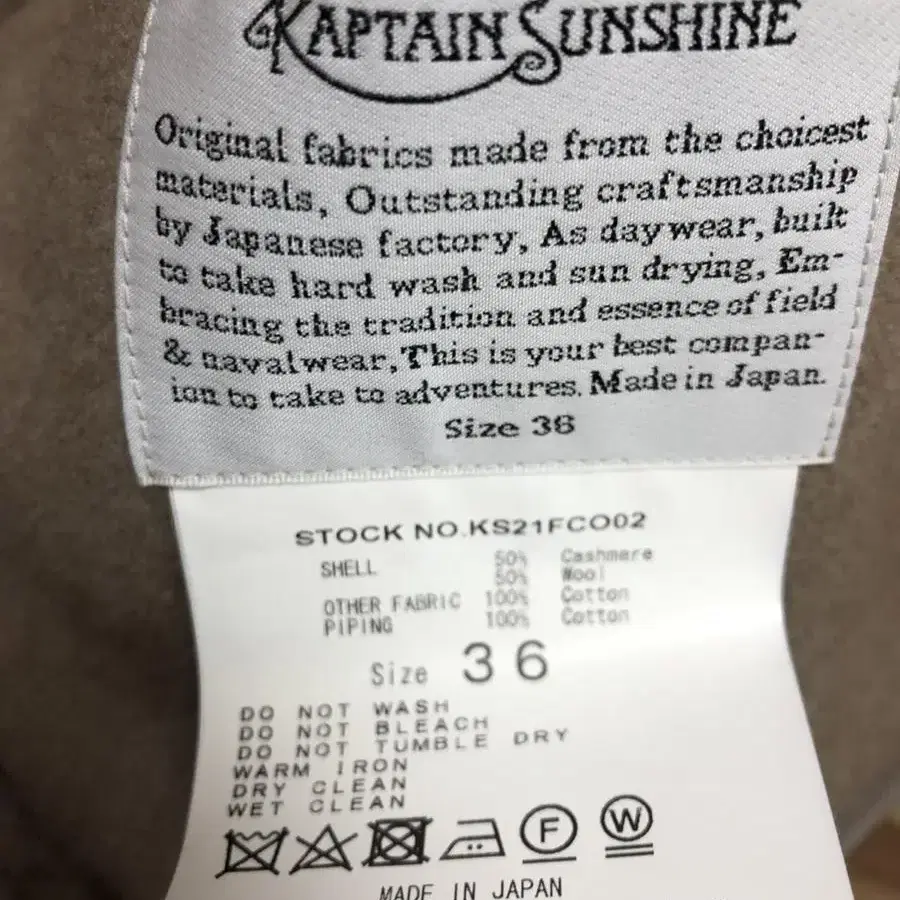 KAPTAIN SUNSHINE
Original fabrics made from the choicest
materials, Outstanding craftsmanship
by Japanese factory, As daywear, built
to take hard wash and sun drying, Em-
bracing the tradition and essence of field
& navalwear, This is your best compan-
ion to take to adventures. Made in Japan.
Size 36
STOCK NO.KS21FCO02
SHELL 50% Cashmere
50% Wool
OTHER FABRIC 100% Cotton
PIPING 100% Cotton
Size 36
DO NOT WASH
DO NOT BLEACH
DO NOT TUMBLE DRY
WARM IRON
DRY CLEAN
WET CLEAN
F W
MADE IN JAPAN